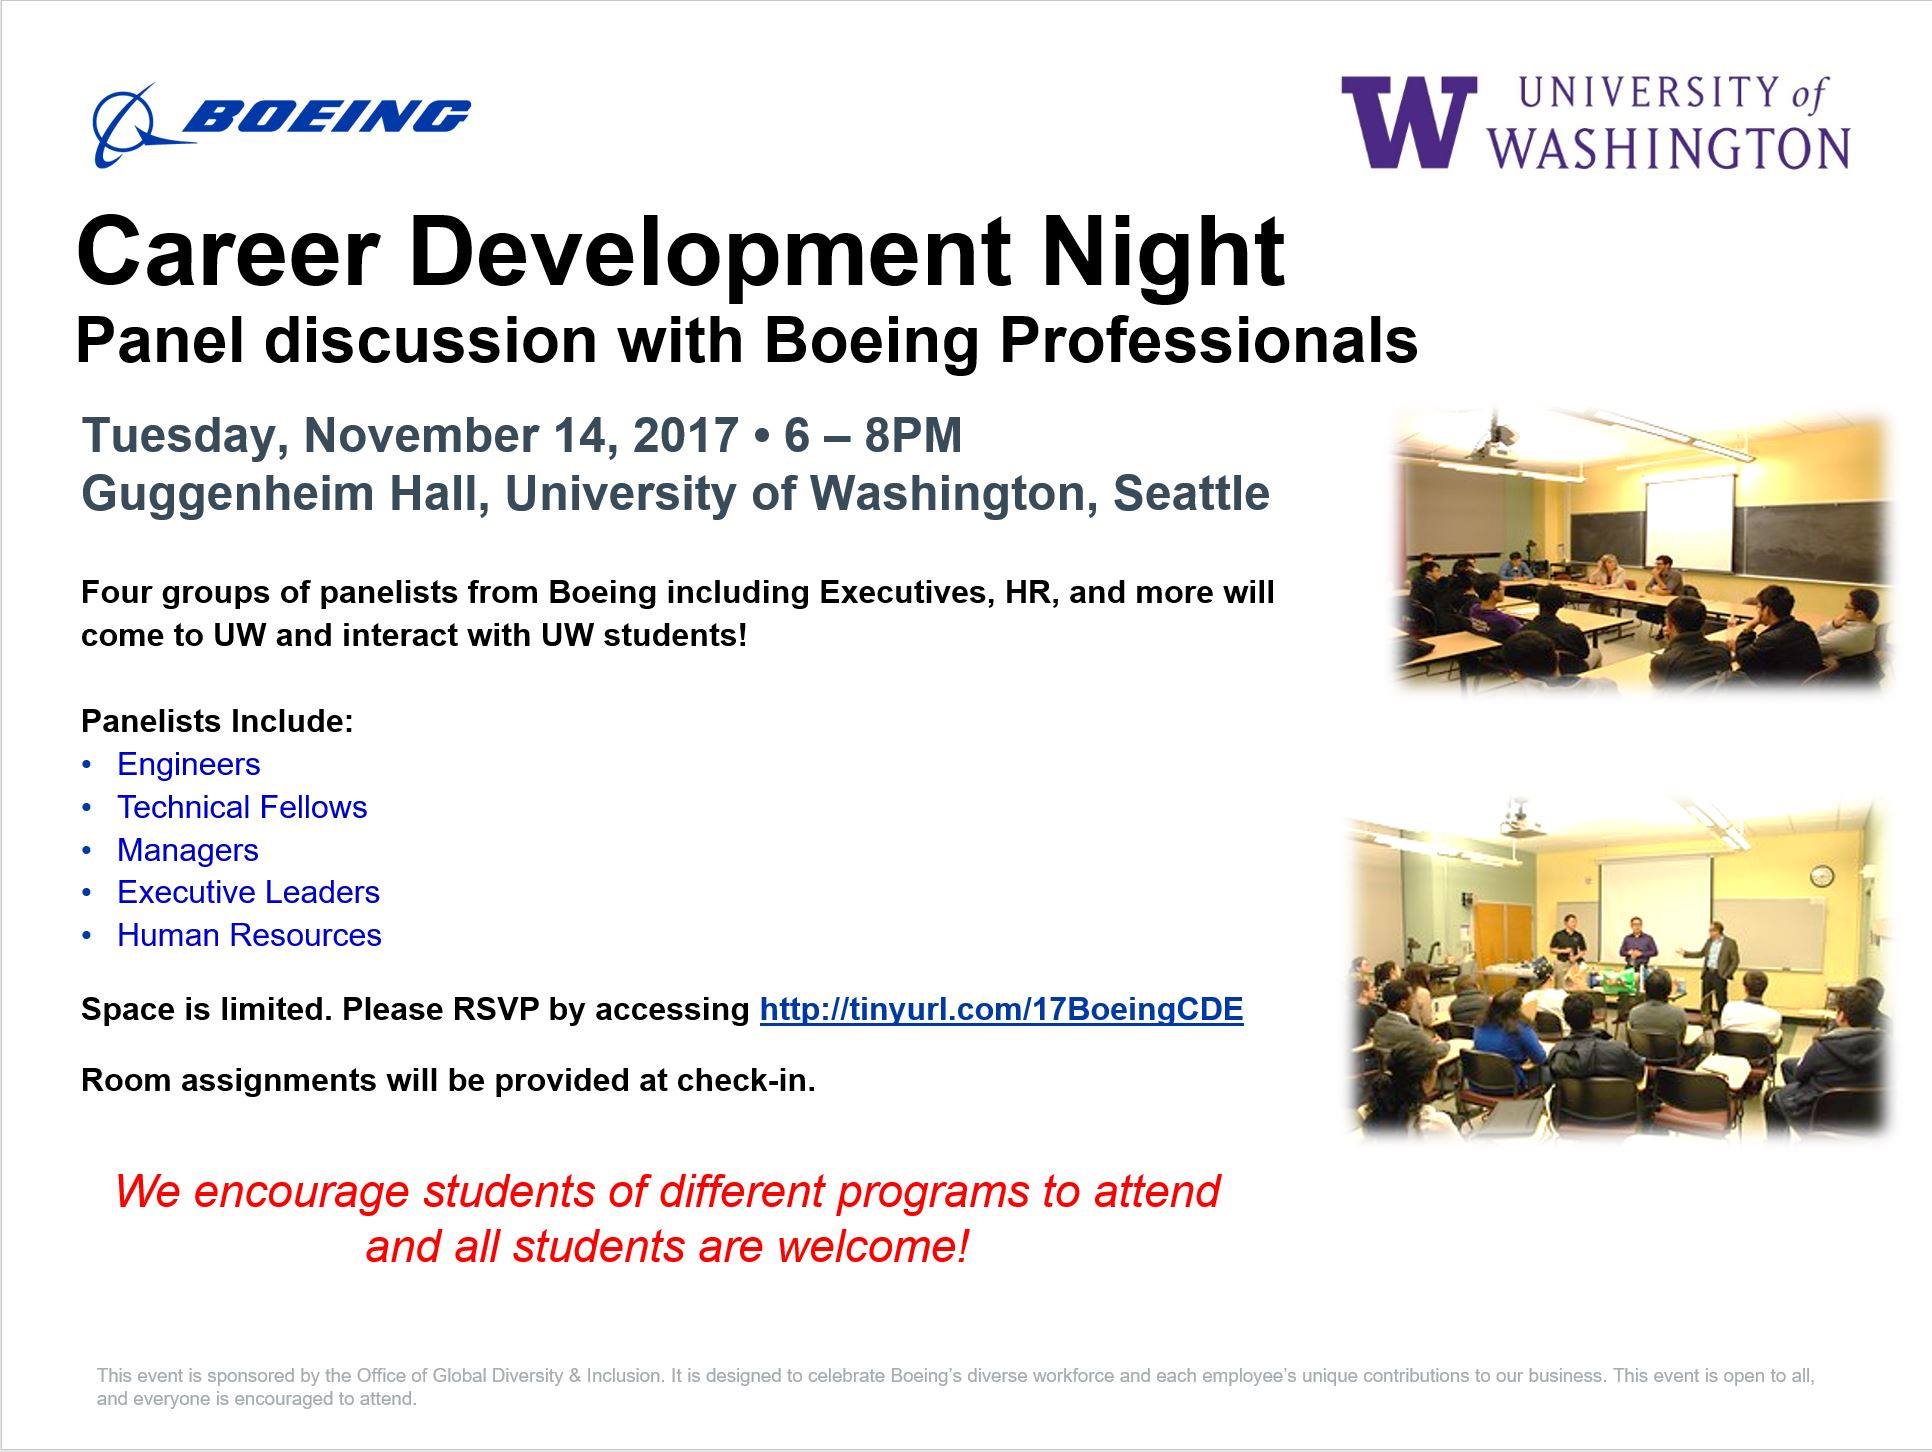 BOEING
W UNIVERSITY of
WASHINGTON
Career Development Night
Panel discussion with Boeing Professionals
Tuesday, November 14, 2017 • 6 – 8PM
Guggenheim Hall, University of Washington, Seattle
Four groups of panelists from Boeing including Executives, HR, and more will
come to UW and interact with UW students!
Panelists Include:
• Engineers
• Technical Fellows
• Managers
• Executive Leaders
• Human Resources
Space is limited. Please RSVP by accessing http://tinyurl.com/17BoeingCDE
Room assignments will be provided at check-in.
We encourage students of different programs to attend
and all students are welcome!
This event is sponsored by the Office of Global Diversity & Inclusion. It is designed to celebrate Boeing’s diverse workforce and each employee’s unique contributions to our business. This event is open to all,
and everyone is encouraged to attend.